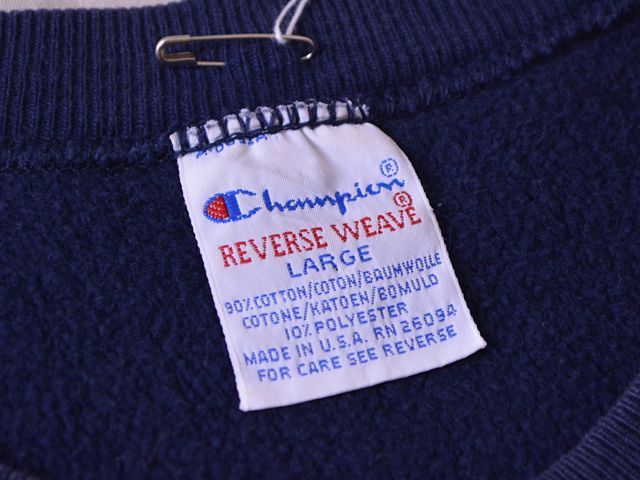 Champion®
REVERSE WEAVE®
LARGE
90%COTTON/COTON/BAUMWOLLE
COTONE/KATOEN/BOMULD
10% POLYESTER
MADE IN U.S.A. RN 26094
FOR CARE SEE REVERSE